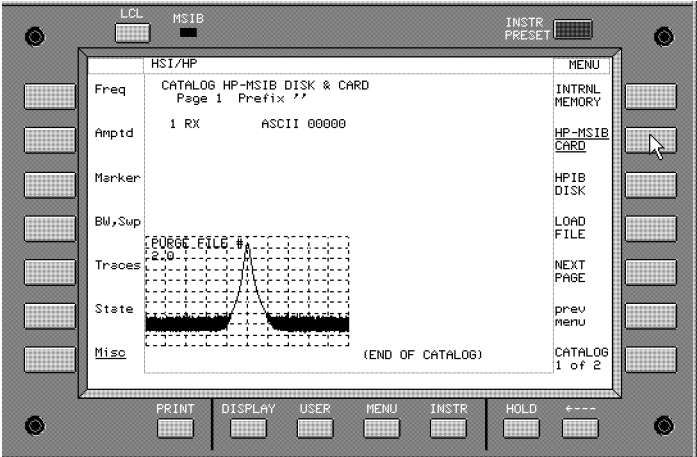 LCL
MSIB
INSTR
PRESET
HSI/HP
MENU
Freq
CATALOG HP-MSIB DISK & CARD
Page 1 Prefix ''
INTRNL
MEMORY
1 RX ASCII 00000
Amptd
HP-MSIB
CARD
Marker
HPIB
DISK
BW,Swp
LOAD
FILE
PURGE FILE #
2.0
Traces
NEXT
PAGE
State
prev
menu
Misc
(END OF CATALOG)
CATALOG
1 of 2
PRINT
DISPLAY
USER
MENU
INSTR
HOLD
<---